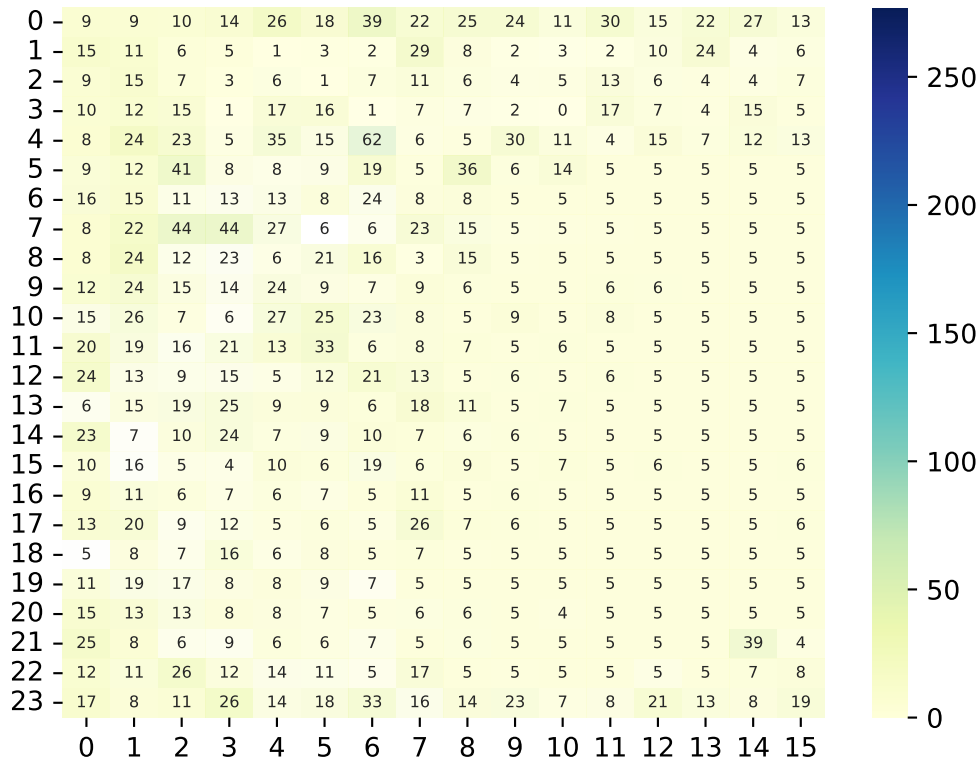 0 9 9 10 14 26 18 39 22 25 24 11 30 15 22 27 13
1 15 11 6 5 1 3 2 29 8 2 3 2 10 24 4 6
2 9 15 7 3 6 1 7 11 6 4 5 13 6 4 4 7
3 10 12 15 1 17 16 1 7 7 2 0 17 7 4 15 5
4 8 24 23 5 35 15 62 6 5 30 11 4 15 7 12 13
5 9 12 41 8 8 9 19 5 36 6 14 5 5 5 5 5
6 16 15 11 13 13 8 24 8 8 5 5 5 5 5 5 5
7 8 22 44 44 27 6 6 23 15 5 5 5 5 5 5 5
8 8 24 12 23 6 21 16 3 15 5 5 5 5 5 5 5
9 12 24 15 14 24 9 7 9 6 5 5 6 6 5 5 5
10 15 26 7 6 27 25 23 8 5 9 5 8 5 5 5 5
11 20 19 16 21 13 33 6 8 7 5 6 5 5 5 5 5
12 24 13 9 15 5 12 21 13 5 6 5 6 5 5 5 5
13 6 15 19 25 9 9 6 18 11 5 7 5 5 5 5 5
14 23 7 10 24 7 9 10 7 6 6 5 5 5 5 5 5
15 10 16 5 4 10 6 19 6 9 5 7 5 6 5 5 6
16 9 11 6 7 6 7 5 11 5 6 5 5 5 5 5 5
17 13 20 9 12 5 6 5 26 7 6 5 5 5 5 5 6
18 5 8 7 16 6 8 5 7 5 5 5 5 5 5 5 5
19 11 19 17 8 8 9 7 5 5 5 5 5 5 5 5 5
20 15 13 13 8 8 7 5 6 6 5 4 5 5 5 5 5
21 25 8 6 9 6 6 7 5 6 5 5 5 5 5 39 4
22 12 11 26 12 14 11 5 17 5 5 5 5 5 5 7 8
23 17 8 11 26 14 18 33 16 14 23 7 8 21 13 8 19
0 1 2 3 4 5 6 7 8 9 10 11 12 13 14 15
250
200
150
100
50
0